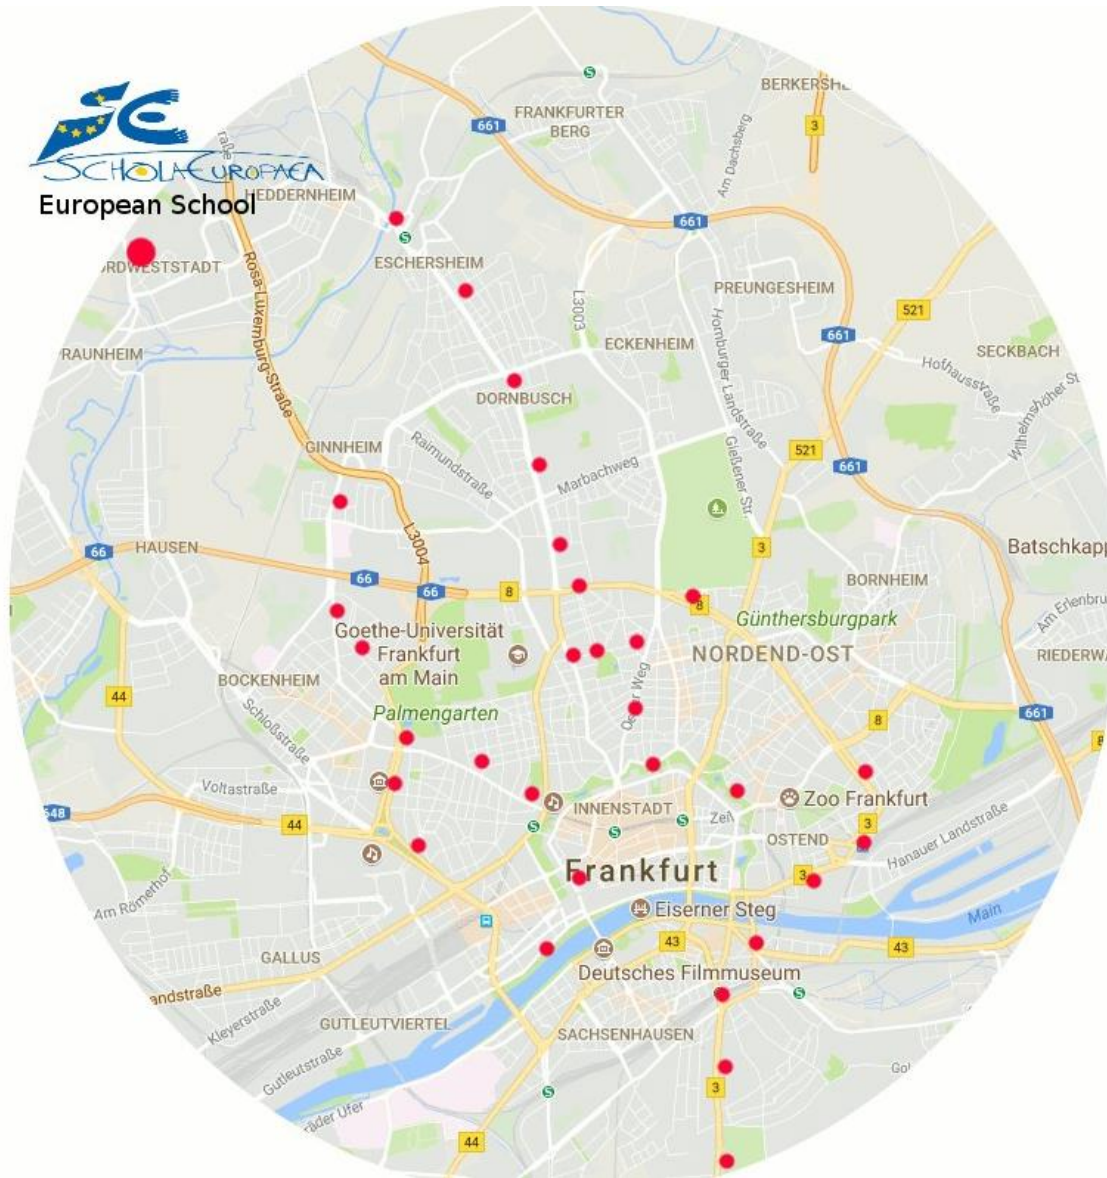 SCHOLA EUROPAEA
European School
BERKERSHE
FRANKFURTER
BERG
661
3
Am Dachsberg
raße
HEDDERNHEIM
661
661
ORDWESTSTADT
ESCHERSHEIM
Rosa-Luxemburg-Straße
PREUNGESHEIM
L3003
521
661
RAUNHEIM
ECKENHEIM
Homburger Landstraße
SECKBACH
Hofhausstraße
DORNBUSCH
Wilhelmshöher St
GINNHEIM
Raimundstraße
Marbachweg
Gießener Str.
521
661
L3004
HAUSEN
66
3
Batschkapp
66
66
8
8
BORNHEIM
Günthersburgpark
Am Erlenbru
Goethe-Universität
Frankfurt
am Main
NORDEND-OST
RIEDERWA
BOCKENHEIM
44
Schloßstraße
Palmengarten
Oeder Weg
8
661
8
Voltastraße
Zoo Frankfurt
648
44
INNENSTADT
Zeil
3
OSTEND
Hanauer Landstraße
Frankfurt
3
Am Römerhof
Eiserner Steg
Main
GALLUS
43
43
Deutsches Filmmuseum
andstraße
Kleyerstraße
GUTLEUTVIERTEL
SACHSENHAUSEN
Gutleutstraße
Go
3
räder Ufer
44